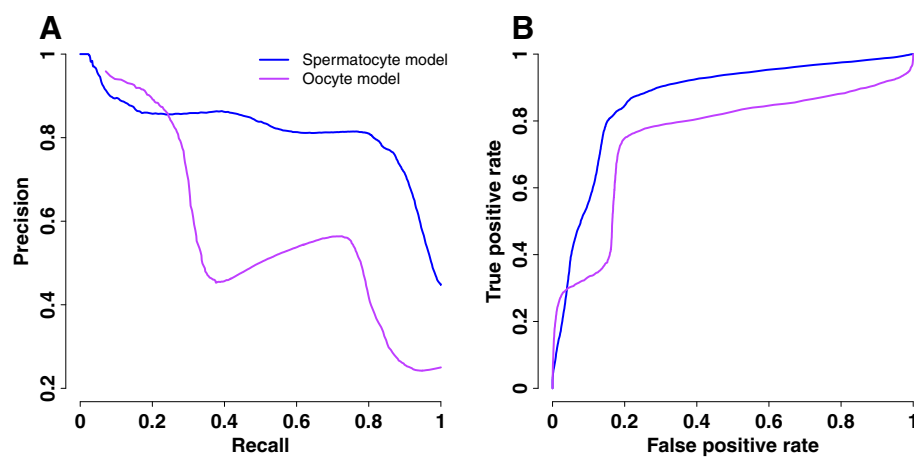 A
B
Spermatocyte model
Oocyte model
Precision
0.2 0.4 0.6 0.8 1
0 0.2 0.4 0.6 0.8 1
Recall
True positive rate
0 0.2 0.4 0.6 0.8 1
0 0.2 0.4 0.6 0.8 1
False positive rate